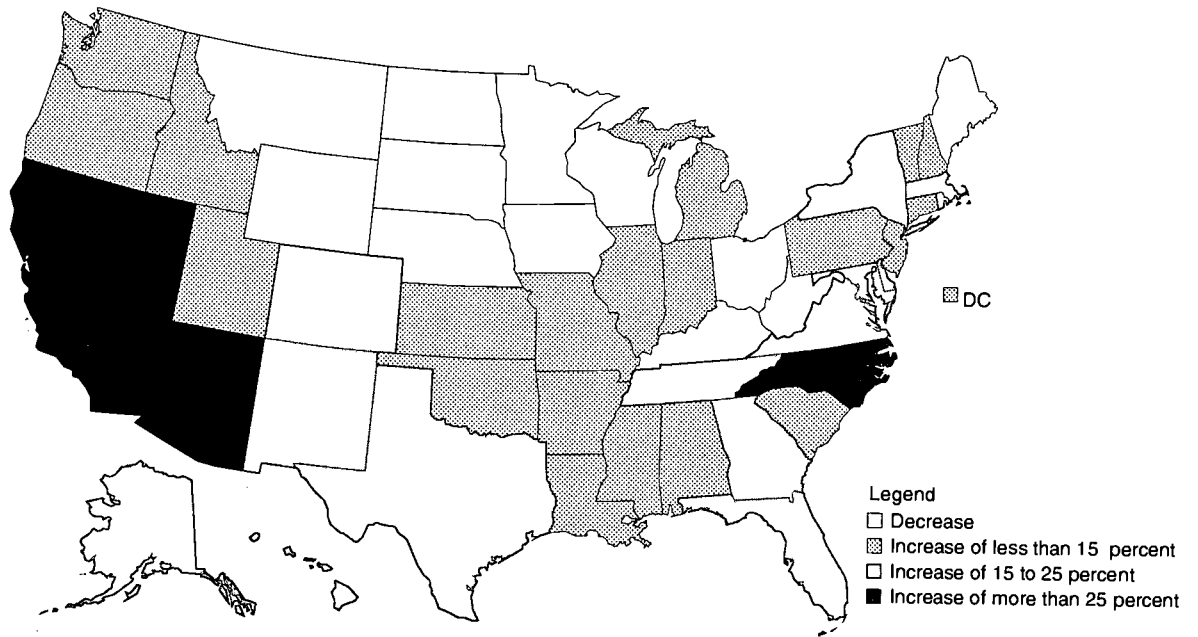 DC
Legend
Decrease
Increase of less than 15 percent
Increase of 15 to 25 percent
Increase of more than 25 percent